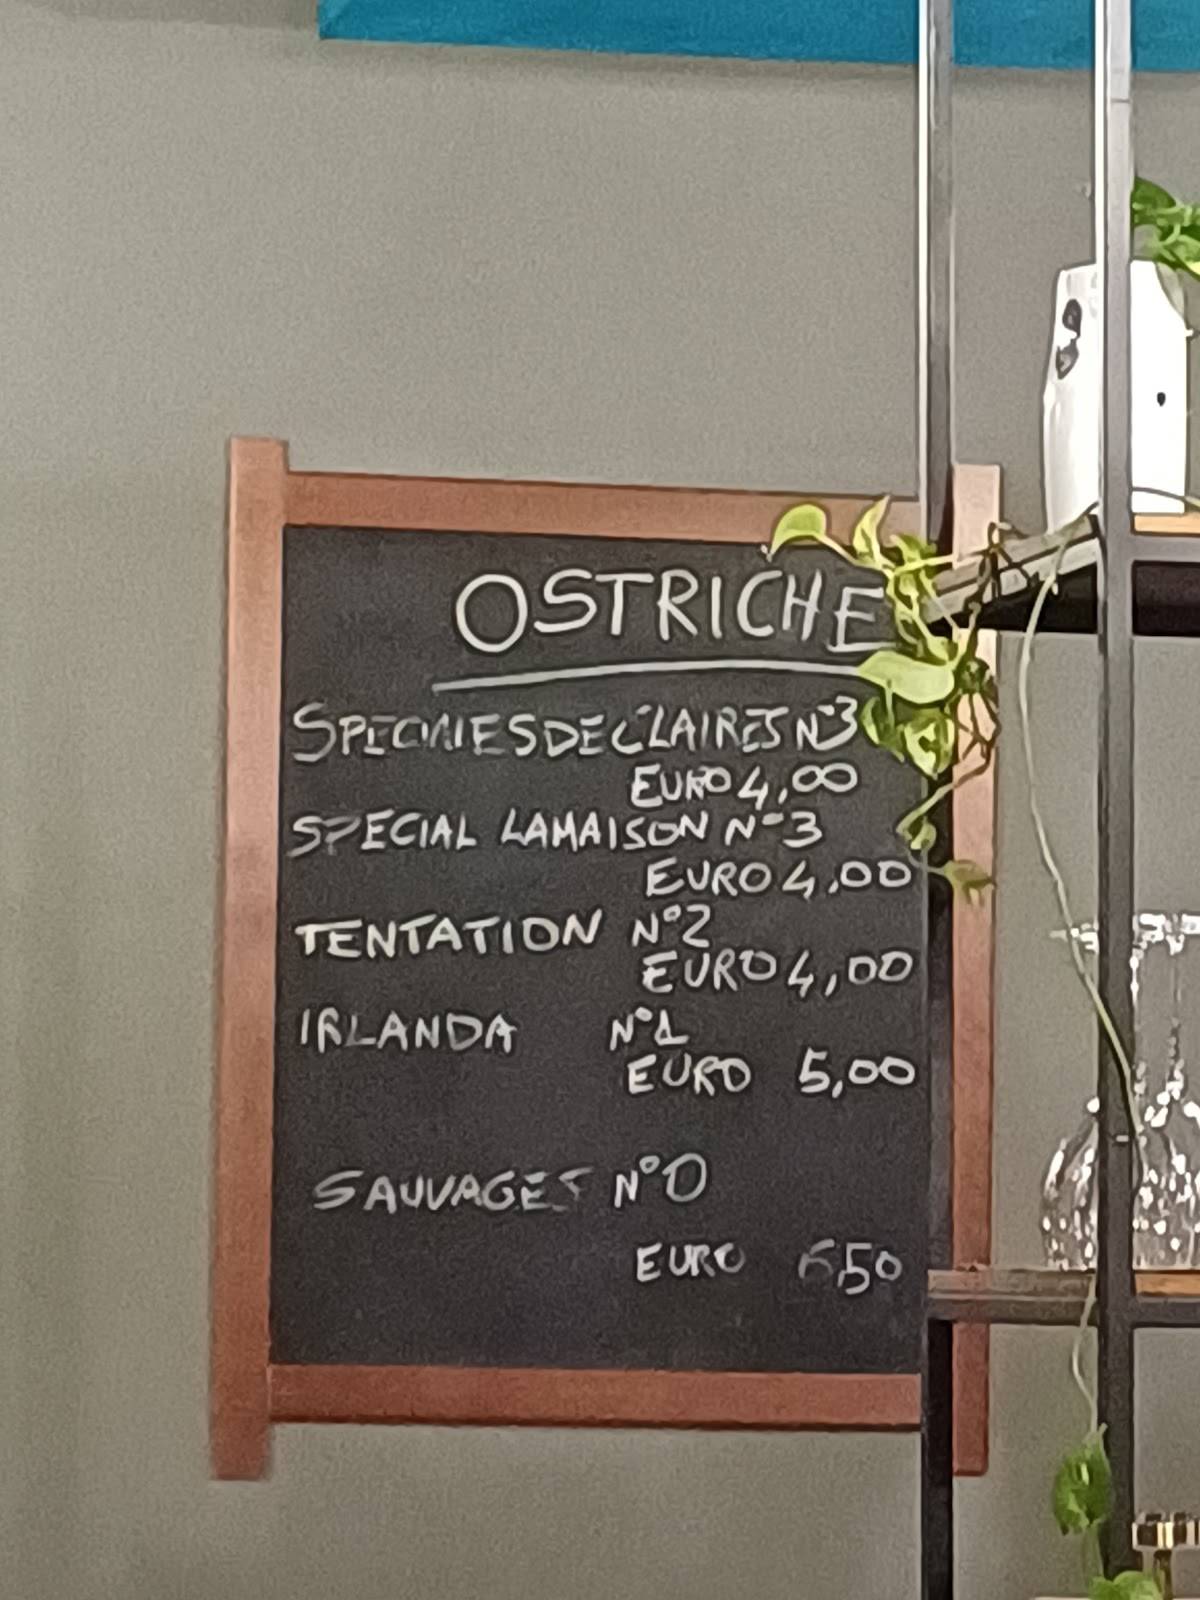 OSTRICHE
SPECIALES DE CLAIRES N°3
EURO 4,00
SPECIAL LAMAISON N°3
EURO 4,00
TENTATION N°2
EURO 4,00
IRLANDA N°1
EURO 5,00
SAUVAGES N°0
EURO 6,50